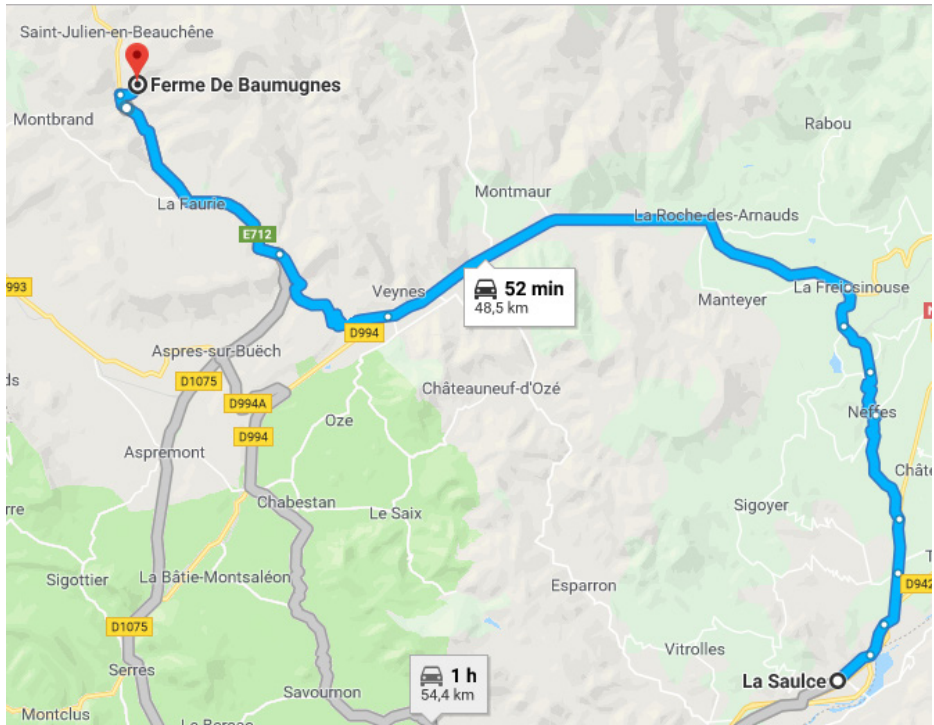 Saint-Julien-en-Beauchêne
Ferme De Baumugnes
Montbrand
Rabou
Montmaur
La Faurie
La Roche-des-Arnauds
E712
993
Veynes
52 min
48,5 km
Manteyer
La Freissinouse
D994
Aspres-sur-Buëch
D1075
D994A
Châteauneuf-d'Ozé
Neffes
Oze
D994
Aspremont
Châte
Chabestan
Le Saix
Sigoyer
Sigottier
La Bâtie-Montsaléon
Esparron
D942
D1075
Vitrolles
Serres
1 h
54,4 km
La Saulce
Savournon
Montclus